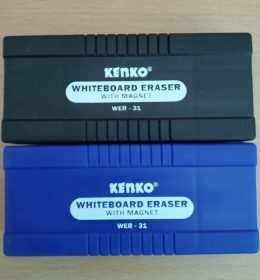 KENKO®
WHITEBOARD ERASER
WITH MAGNET
WER - 31
KENKO®
WHITEBOARD ERASER
WITH MAGNET
WER - 31